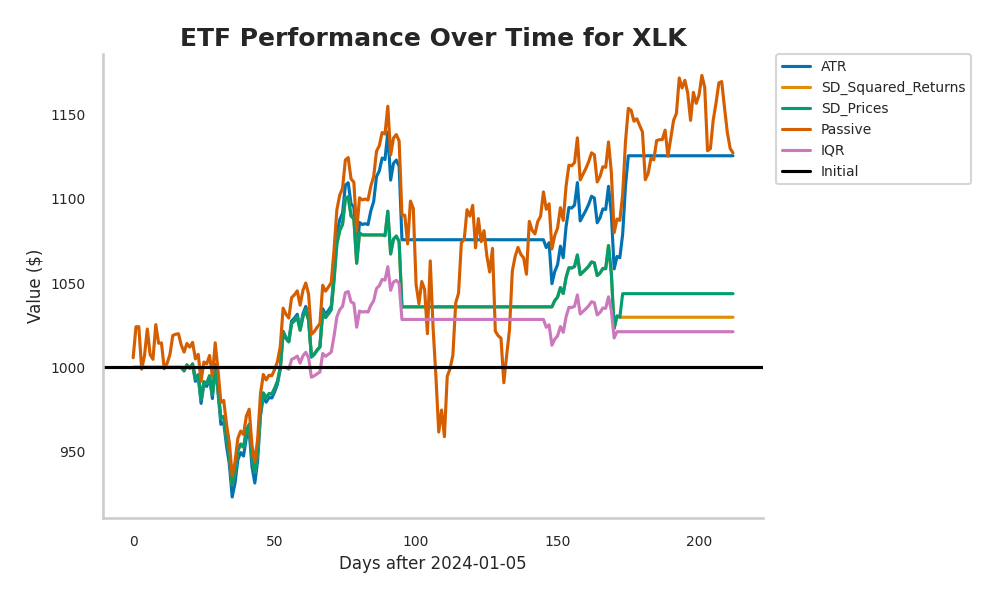 ETF Performance Over Time for XLK
ATR
SD_Squared_Returns
SD_Prices
Passive
IQR
Initial
Value ($)
1150
1100
1050
1000
950
0 50 100 150 200
Days after 2024-01-05